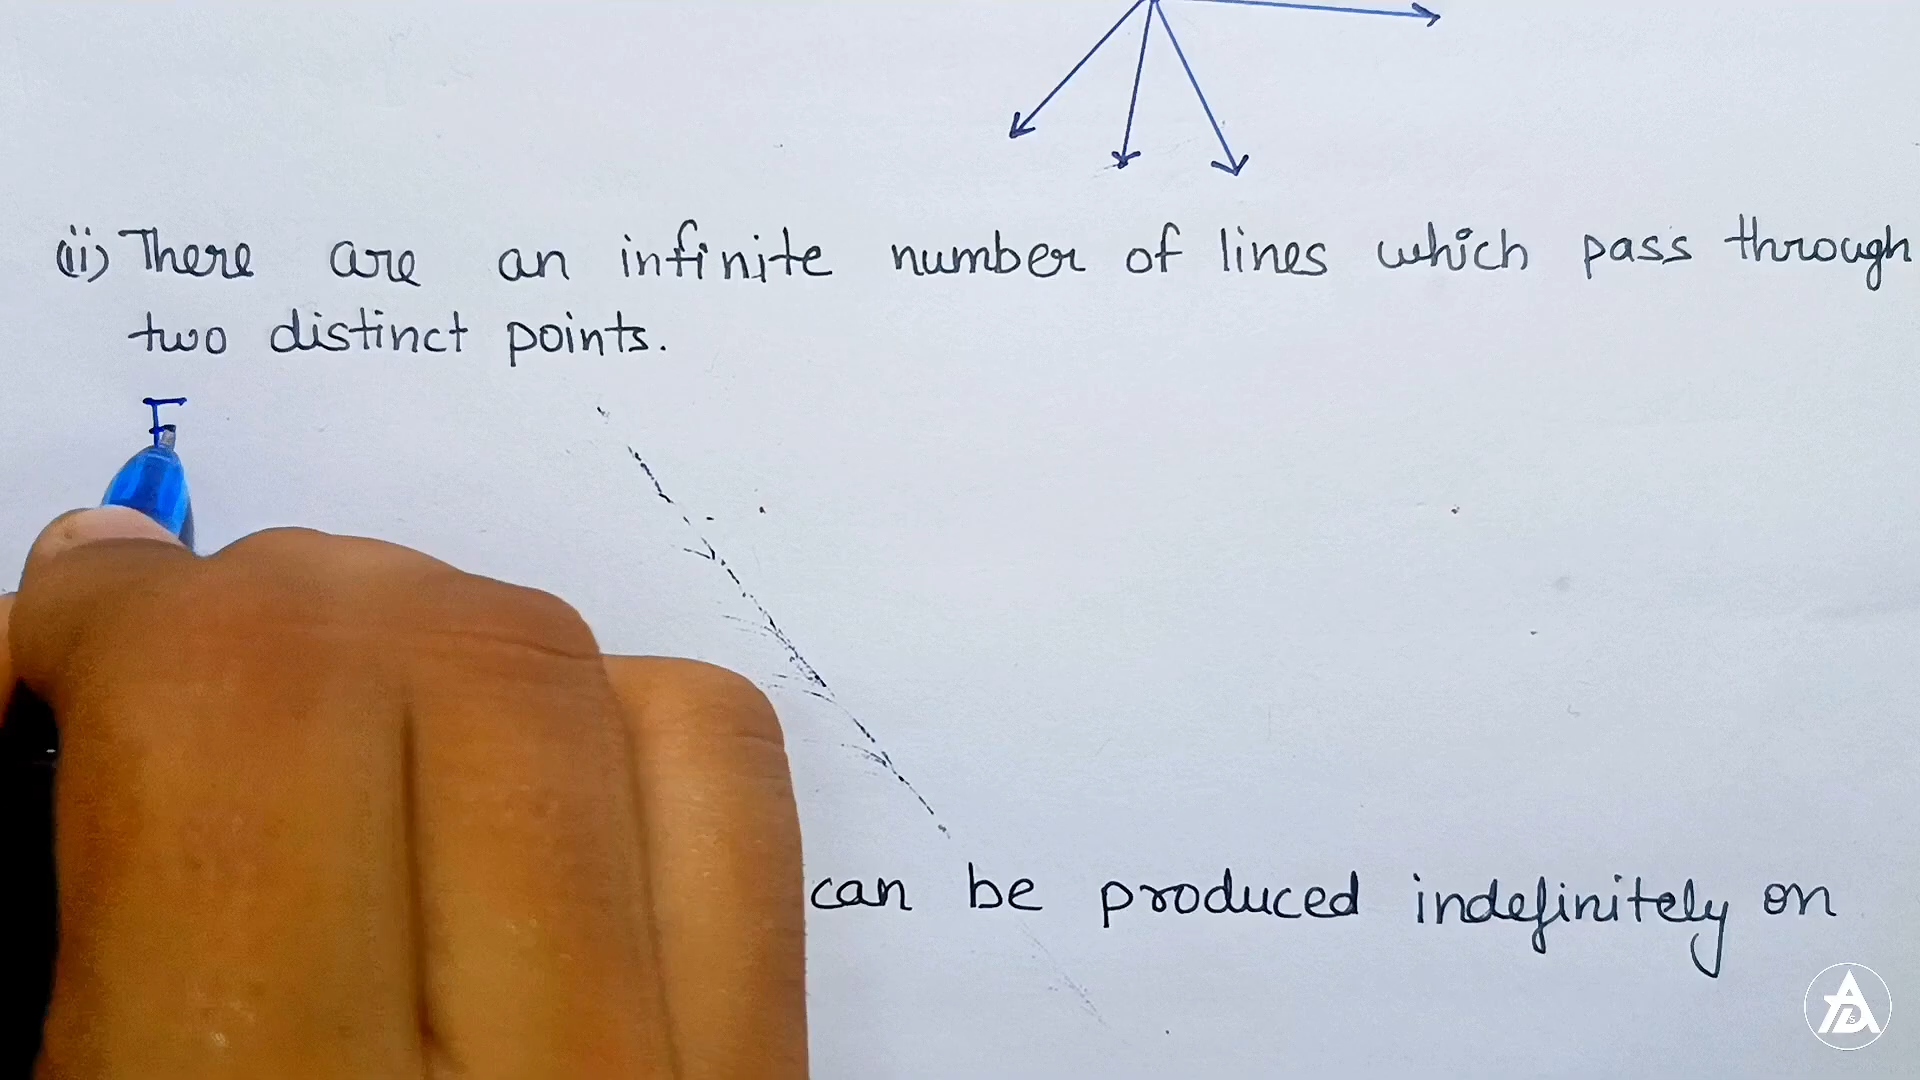 (ii) There are an infinite number of lines which pass through
two distinct points.
F
can be produced indefinitely on